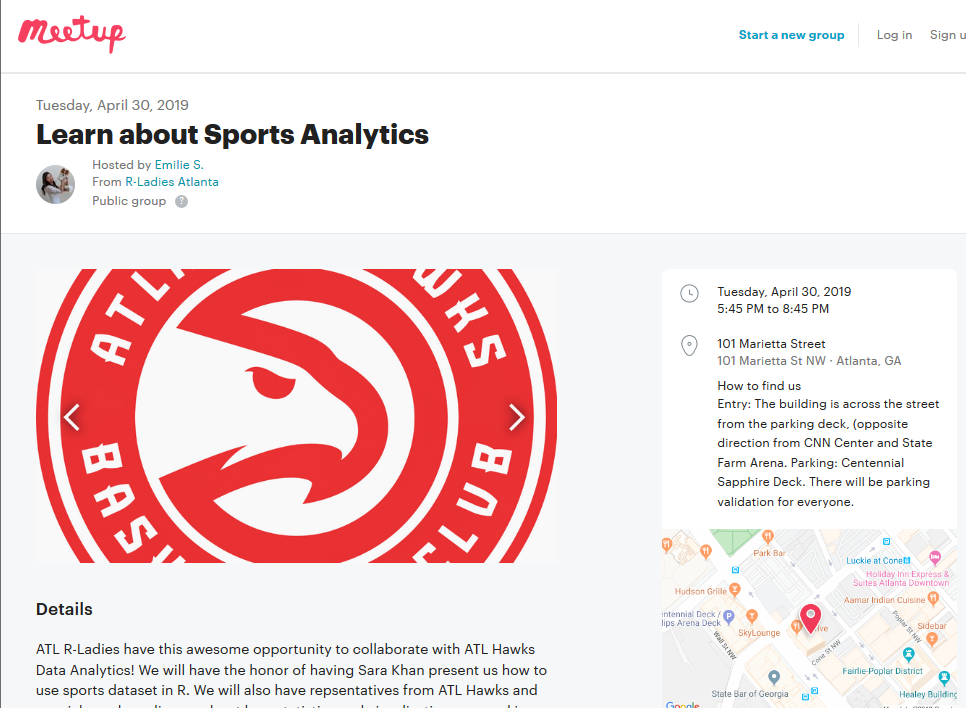 Meetup
Start a new group
Log in
Sign u
Tuesday, April 30, 2019
Learn about Sports Analytics
Hosted by Emilie S.
From R-Ladies Atlanta
Public group ?
ATL
WKS
BAS
CLUB
Tuesday, April 30, 2019
5:45 PM to 8:45 PM
101 Marietta Street
101 Marietta St NW · Atlanta, GA
How to find us
Entry: The building is across the street
from the parking deck, (opposite
direction from CNN Center and State
Farm Arena. Parking: Centennial
Sapphire Deck. There will be parking
validation for everyone.
Park Bar
Luckie at Cone
Holiday Inn Express &
Suites Atlanta Downtown
Hudson Grille
Aamar Indian Cuisine
entennial Deck /
lips Arena Deck
P
SkyLounge
Poplar St NW
Sidebar
Wall St NW
Cone St NW
Fairlie-Poplar District
State Bar of Georgia
Healey Building
Google
Details
ATL R-Ladies have this awesome opportunity to collaborate with ATL Hawks
Data Analytics! We will have the honor of having Sara Khan present us how to
use sports dataset in R. We will also have repsentatives from ATL Hawks and